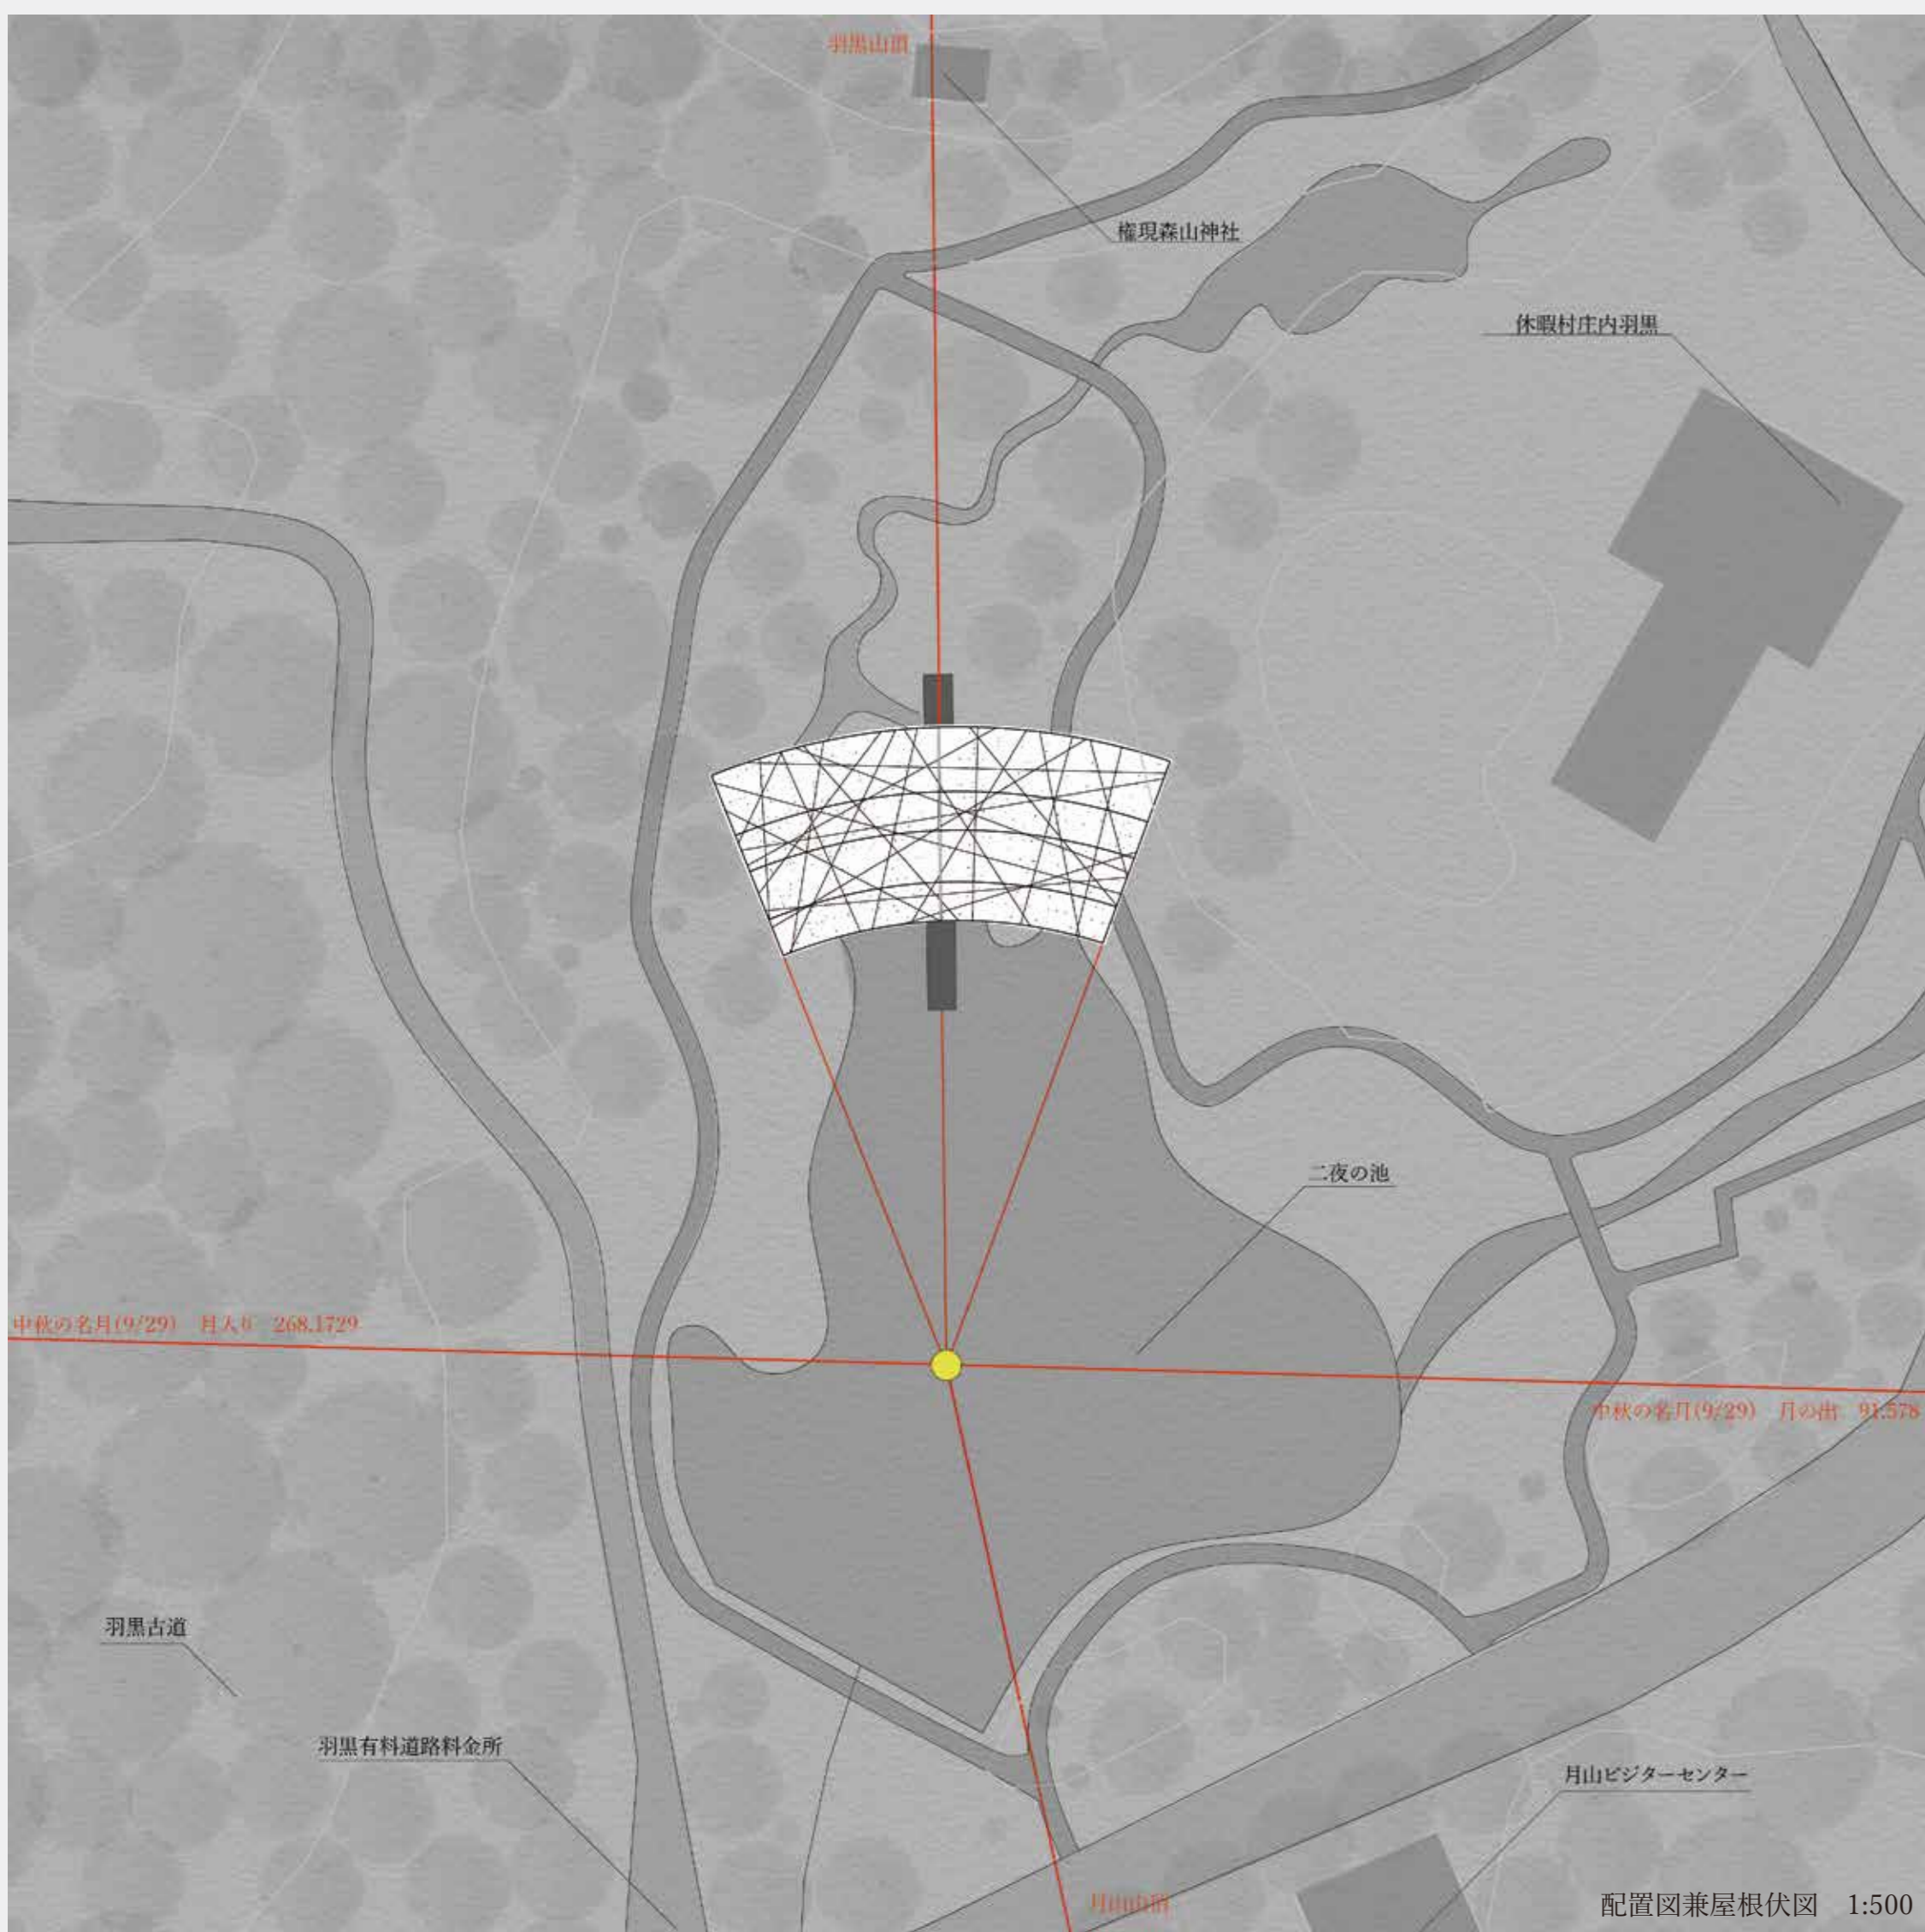 羽黒山頂
権現森山神社
休暇村庄内羽黒
二夜の池
中秋の名月(9/29) 月入り 268.1729
中秋の名月(9/29) 月の出 91.578
羽黒古道
羽黒有料道路料金所
月山ビジターセンター
月山山頂
配置図兼屋根伏図 1:500